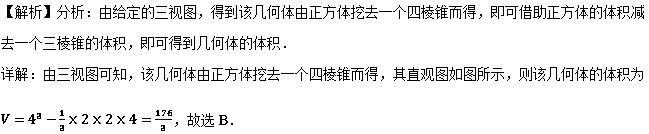 【解析】分析：由给定的三视图，得到该几何体由正方体挖去一个四棱锥而得，即可借助正方体的体积减
去一个三棱锥的体积，即可得到几何体的体积．
详解：由三视图可知，该几何体由正方体挖去一个四棱锥而得，其直观图如图所示，则该几何体的体积为
V = 4³ − 1/3 × 2 × 2 × 4 = 176/3，故选 B．